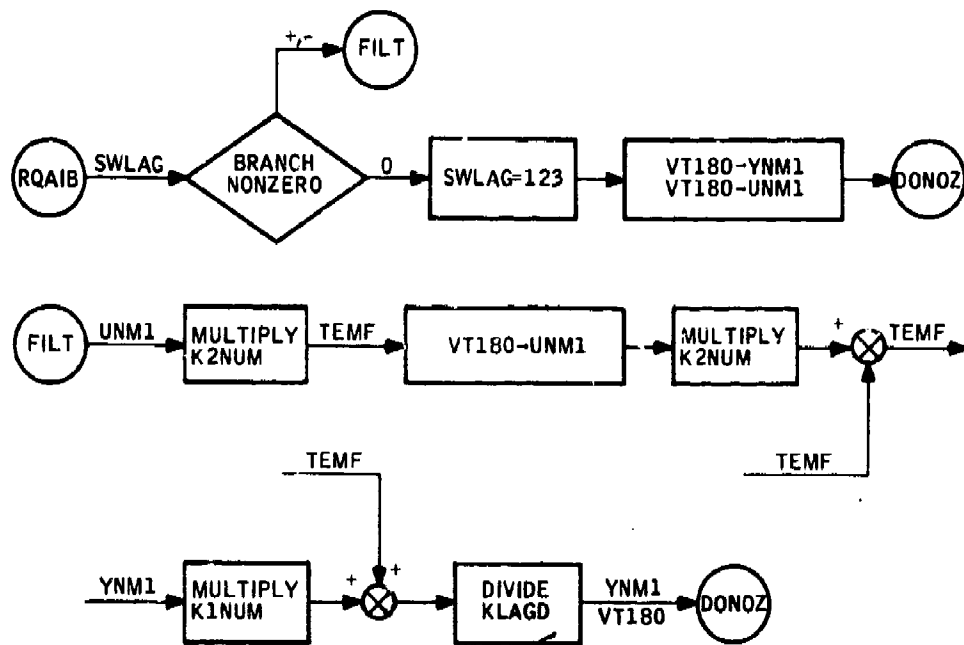 +,-
FILT
RQAIB
SWLAG
BRANCH
NONZERO
0
SWLAG=123
VT180→YNM1
VT180→UNM1
DONOZ
FILT
UNM1
MULTIPLY
K2NUM
TEMF
VT180→UNM1
MULTIPLY
K2NUM
+
TEMF
TEMF
TEMF
YNM1
MULTIPLY
K1NUM
+
+
DIVIDE
KLAGD
YNM1
VT180
DONOZ